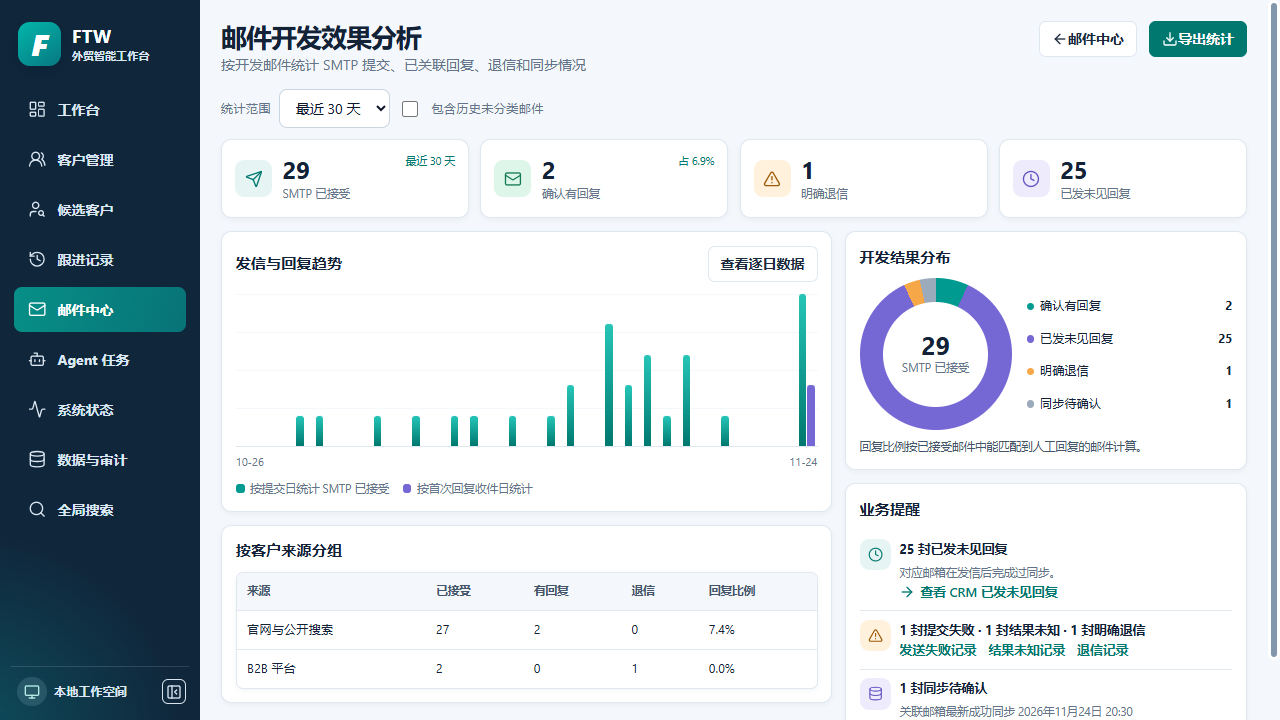 FTW
外贸智能工作台
工作台
客户管理
候选客户
跟进记录
邮件中心
Agent 任务
系统状态
数据与审计
全局搜索
本地工作空间
邮件开发效果分析
按开发邮件统计 SMTP 提交、已关联回复、退信和同步情况
邮件中心
导出统计
统计范围
最近 30 天
包含历史未分类邮件
29
SMTP 已接受
最近 30 天
2
确认有回复
占 6.9%
1
明确退信
25
已发未见回复
发信与回复趋势
查看逐日数据
10-26
11-24
按提交日统计 SMTP 已接受
按首次回复收件日统计
开发结果分布
29
SMTP 已接受
确认有回复 2
已发未见回复 25
明确退信 1
同步待确认 1
回复比例按已接受邮件中能匹配到人工回复的邮件计算。
按客户来源分组
来源 已接受 有回复 退信 回复比例
官网与公开搜索 27 2 0 7.4%
B2B 平台 2 0 1 0.0%
业务提醒
25 封已发未见回复
对应邮箱在发信后完成过同步。
查看 CRM 已发未见回复
1 封提交失败 · 1 封结果未知 · 1 封明确退信
发送失败记录 结果未知记录 退信记录
1 封同步待确认
关联邮箱最新成功同步 2026年11月24日 20:30